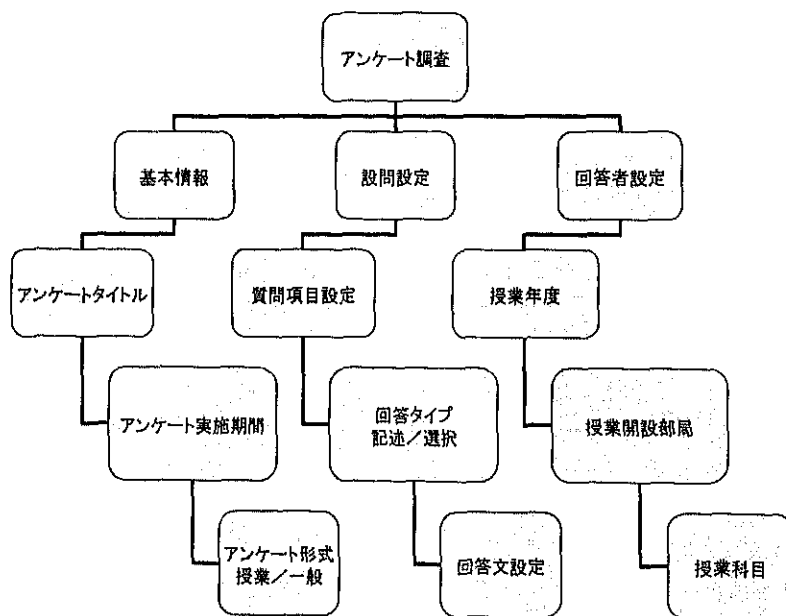 アンケート調査
基本情報
設問設定
回答者設定
アンケートタイトル
質問項目設定
授業年度
アンケート実施期間
回答タイプ
記述／選択
授業開設部局
アンケート形式
授業／一般
回答文設定
授業科目